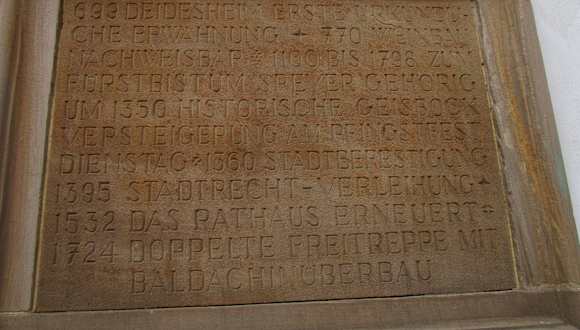 699 DEIDESHEIM ERSTE URKUNDLI-
CHE ERWÄHNUNG ✦ 770 WEINBAU
NACHWEISBAR ✦ 1100 BIS 1798 ZUM
FÜRSTBISTUM SPEYER GEHÖRIG
UM 1350 HISTORISCHE GEISBOCK
VERSTEIGERUNG AM PFINGSTFEST
DIENSTAG ✦ 1360 STADTBEFESTIGUNG
1395 STADTRECHT-VERLEIHUNG ✦
1532 DAS RATHAUS ERNEUERT ✦
1724 DOPPELTE FREITREPPE MIT
BALDACHINÜBERBAU